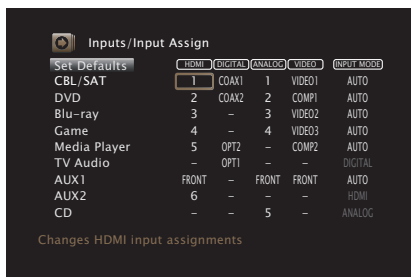 Inputs/Input Assign
Set Defaults HDMI DIGITAL ANALOG VIDEO INPUT MODE
CBL/SAT 1 COAX1 1 VIDEO1 AUTO
DVD 2 COAX2 2 COMP1 AUTO
Blu-ray 3 – 3 VIDEO2 AUTO
Game 4 – 4 VIDEO3 AUTO
Media Player 5 OPT2 – COMP2 AUTO
TV Audio – OPT1 – – DIGITAL
AUX1 FRONT – FRONT FRONT AUTO
AUX2 6 – – – HDMI
CD – – 5 – ANALOG
Changes HDMI input assignments